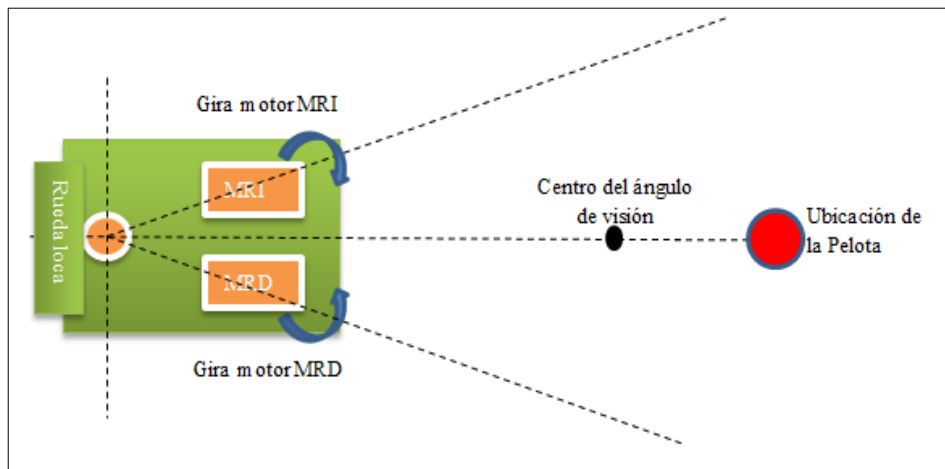 Gira motor MRI
MRI
Rueda loca
MRD
Gira motor MRD
Centro del ángulo
de visión
Ubicación de
la Pelota